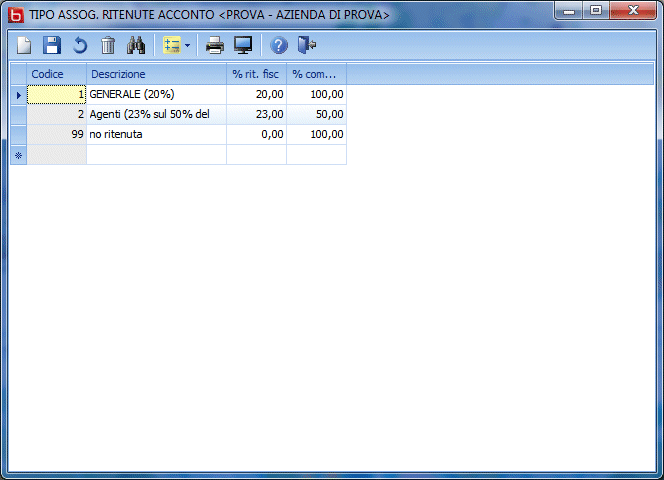 TIPO ASSOG. RITENUTE ACCONTO <PROVA - AZIENDA DI PROVA>
Codice Descrizione % rit. fisc % com...
1 GENERALE (20%) 20,00 100,00
2 Agenti (23% sul 50% del 23,00 50,00
99 no ritenuta 0,00 100,00